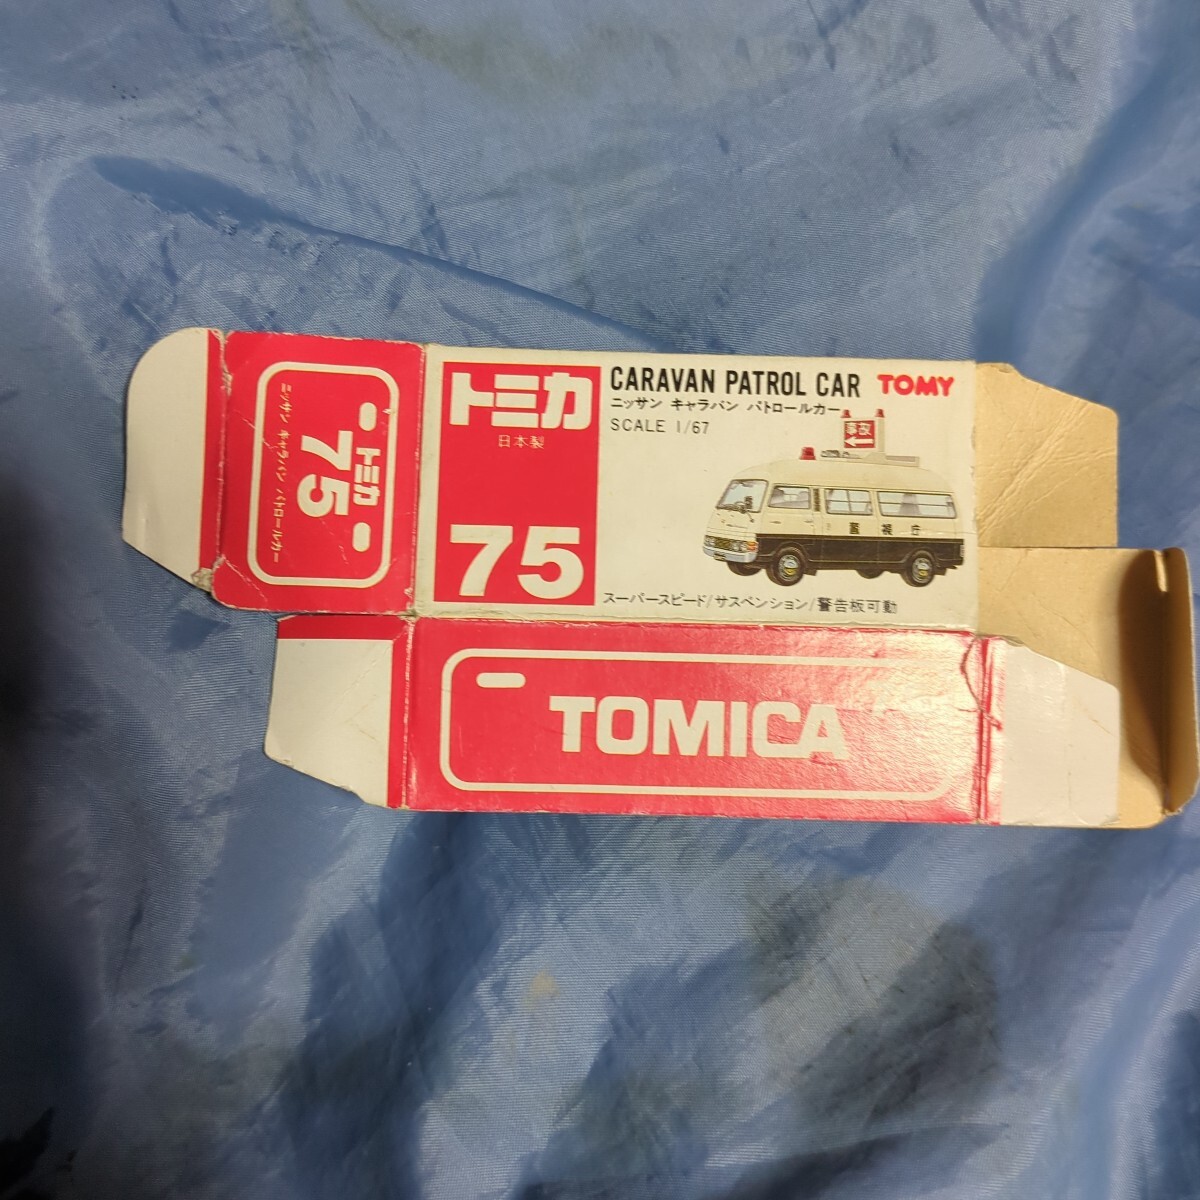 トミカ
日本製
75
CARAVAN PATROL CAR TOMY
ニッサン キャラバン パトロールカー
SCALE 1/67
事故
警視庁
スーパースピード/サスペンション/警告板可動
トミカ
75
ニッサン キャラバン パトロールカー
TOMICA